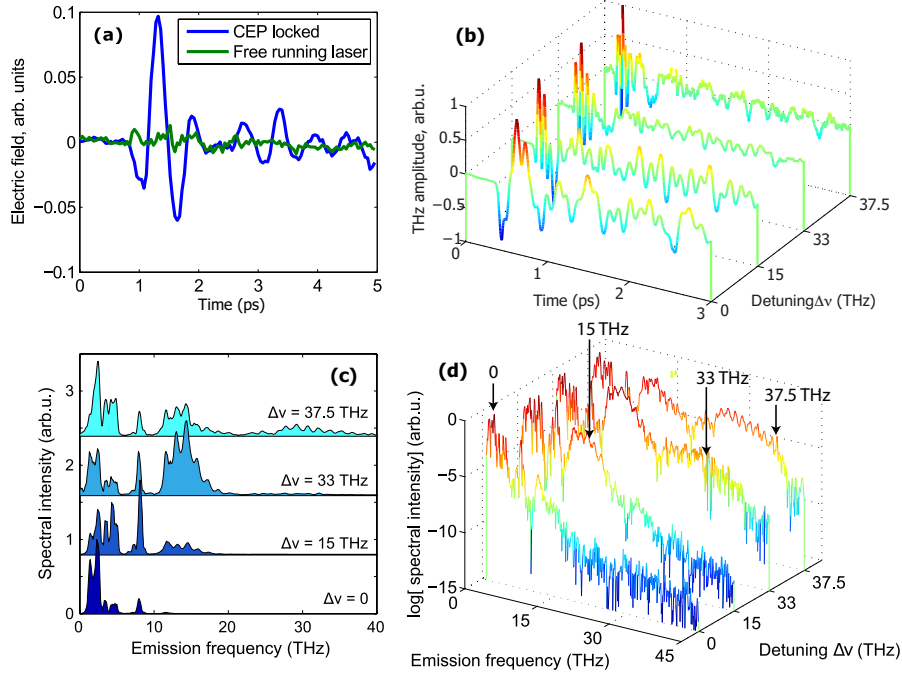 (a)
CEP locked
Free running laser
Electric field, arb. units
0.1
0.05
0
−0.05
−0.1
0 1 2 3 4 5
Time (ps)
(b)
THz amplitude, arb.u.
1
0.5
0
−0.5
−1
0
1
2
3
Time (ps)
0
15
33
37.5
Detuning Δν (THz)
(c)
Spectral intensity (arb.u.)
3
2
1
0
Δv = 37.5 THz
Δv = 33 THz
Δv = 15 THz
Δv = 0
0 10 20 30 40
Emission frequency (THz)
(d)
0
15 THz
33 THz
37.5 THz
log[ spectral intensity] (arb.u.)
0
−5
−10
−15
0
15
30
45
Emission frequency (THz)
0
15
33
37.5
Detuning Δv (THz)